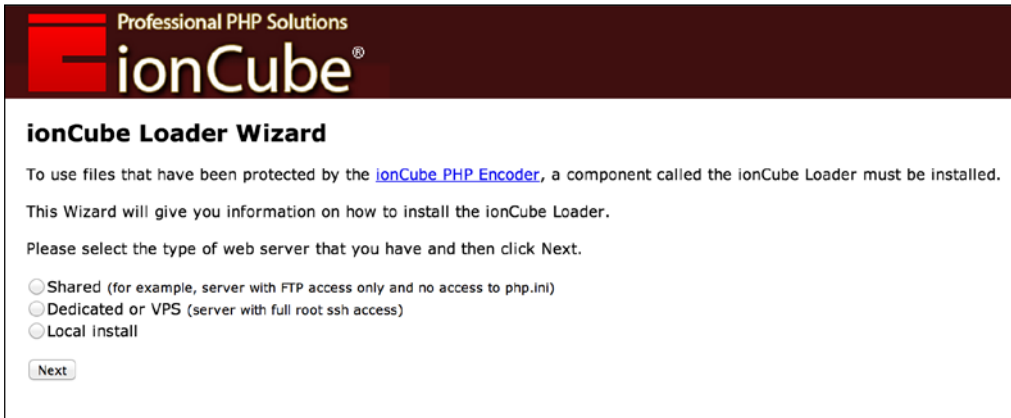 Professional PHP Solutions
ionCube®
ionCube Loader Wizard
To use files that have been protected by the ionCube PHP Encoder, a component called the ionCube Loader must be installed.
This Wizard will give you information on how to install the ionCube Loader.
Please select the type of web server that you have and then click Next.
Shared (for example, server with FTP access only and no access to php.ini)
Dedicated or VPS (server with full root ssh access)
Local install
Next